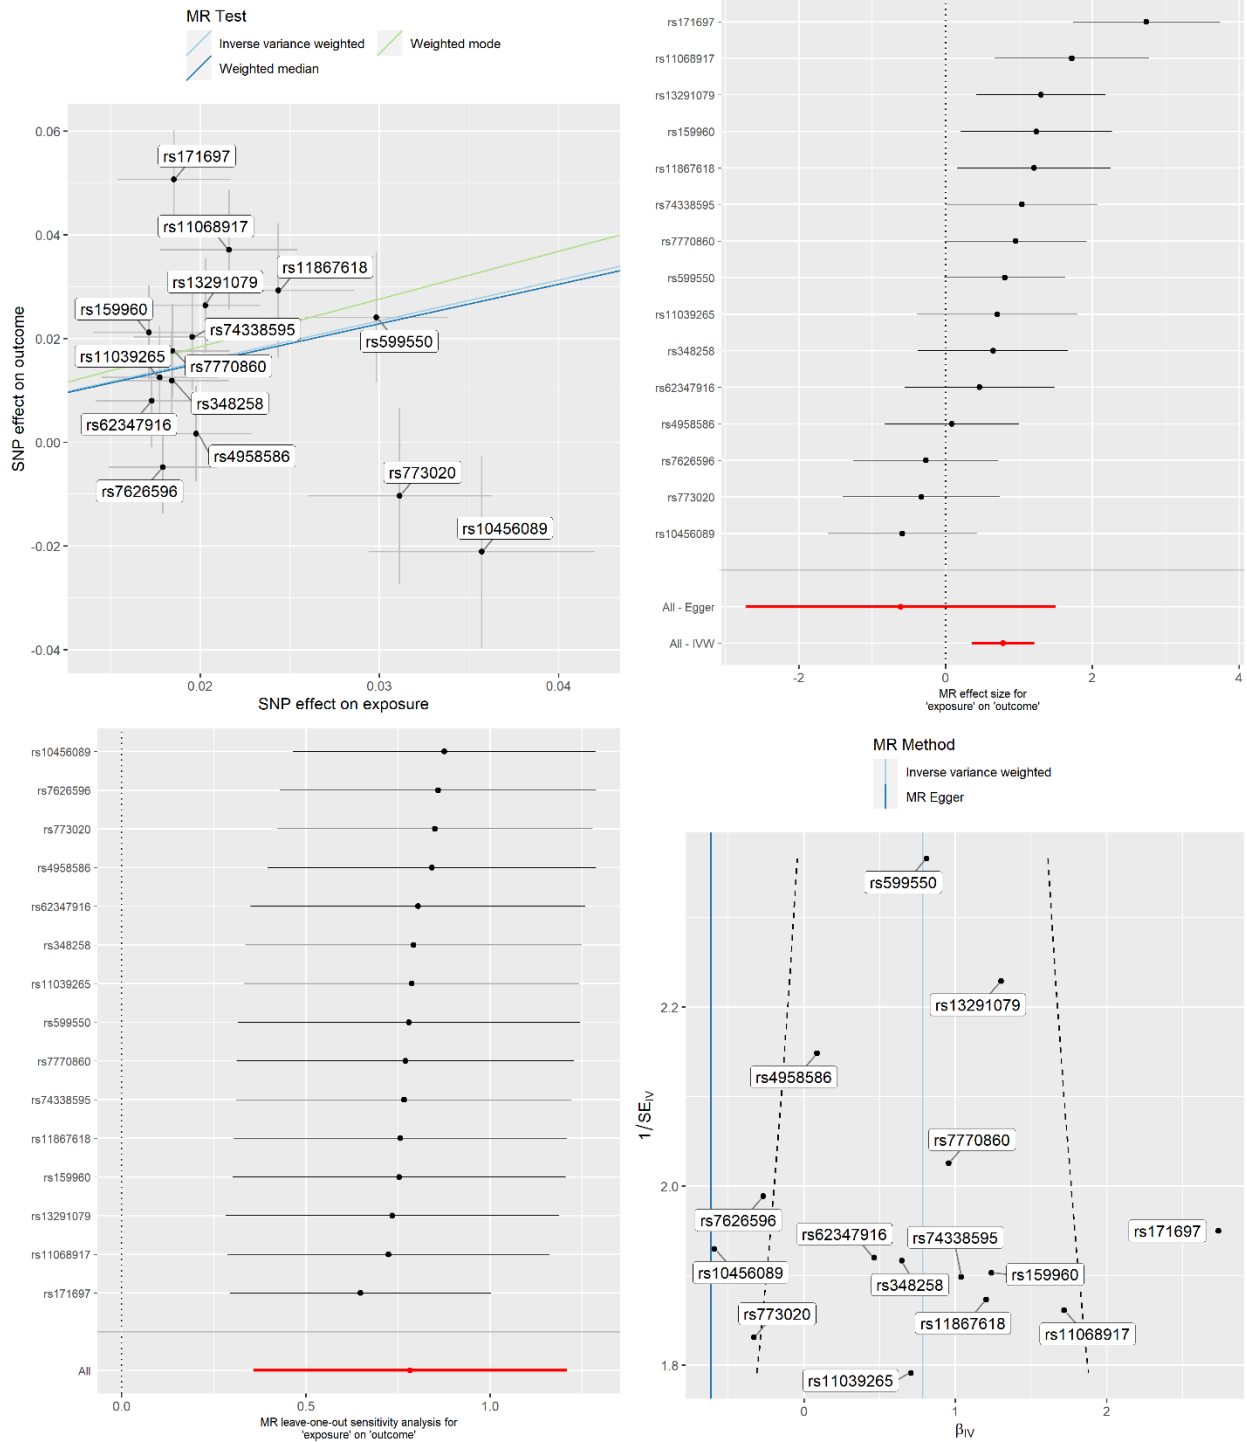 MR Test
Inverse variance weighted
Weighted mode
Weighted median
0.06
0.04
0.02
0.00
-0.02
-0.04
SNP effect on outcome
rs171697
rs11068917
rs11867618
rs13291079
rs159960
rs74338595
rs599550
rs11039265
rs7770860
rs348258
rs62347916
rs4958586
rs7626596
rs773020
rs10456089
0.02
0.03
0.04
SNP effect on exposure
rs171697
rs11068917
rs13291079
rs159960
rs11867618
rs74338595
rs7770860
rs599550
rs11039265
rs348258
rs62347916
rs4958586
rs7626596
rs773020
rs10456089
All - Egger
All - IVW
-2
0
2
4
MR effect size for
'exposure' on 'outcome'
rs10456089
rs7626596
rs773020
rs4958586
rs62347916
rs348258
rs11039265
rs599550
rs7770860
rs74338595
rs11867618
rs159960
rs13291079
rs11068917
rs171697
All
0.0
0.5
1.0
MR leave-one-out sensitivity analysis for
'exposure' on 'outcome'
MR Method
Inverse variance weighted
MR Egger
2.2
2.0
1.8
1/SEIV
rs599550
rs13291079
rs4958586
rs7770860
rs7626596
rs62347916
rs74338595
rs171697
rs10456089
rs348258
rs159960
rs773020
rs11867618
rs11068917
rs11039265
0
1
2
βIV